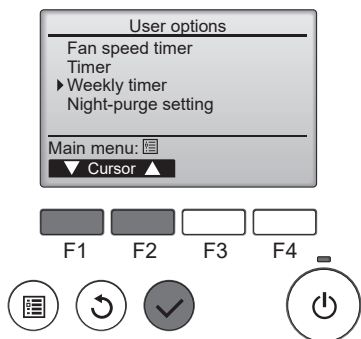 User options
Fan speed timer
Timer
Weekly timer
Night-purge setting
Main menu:
Cursor
F1 F2 F3 F4